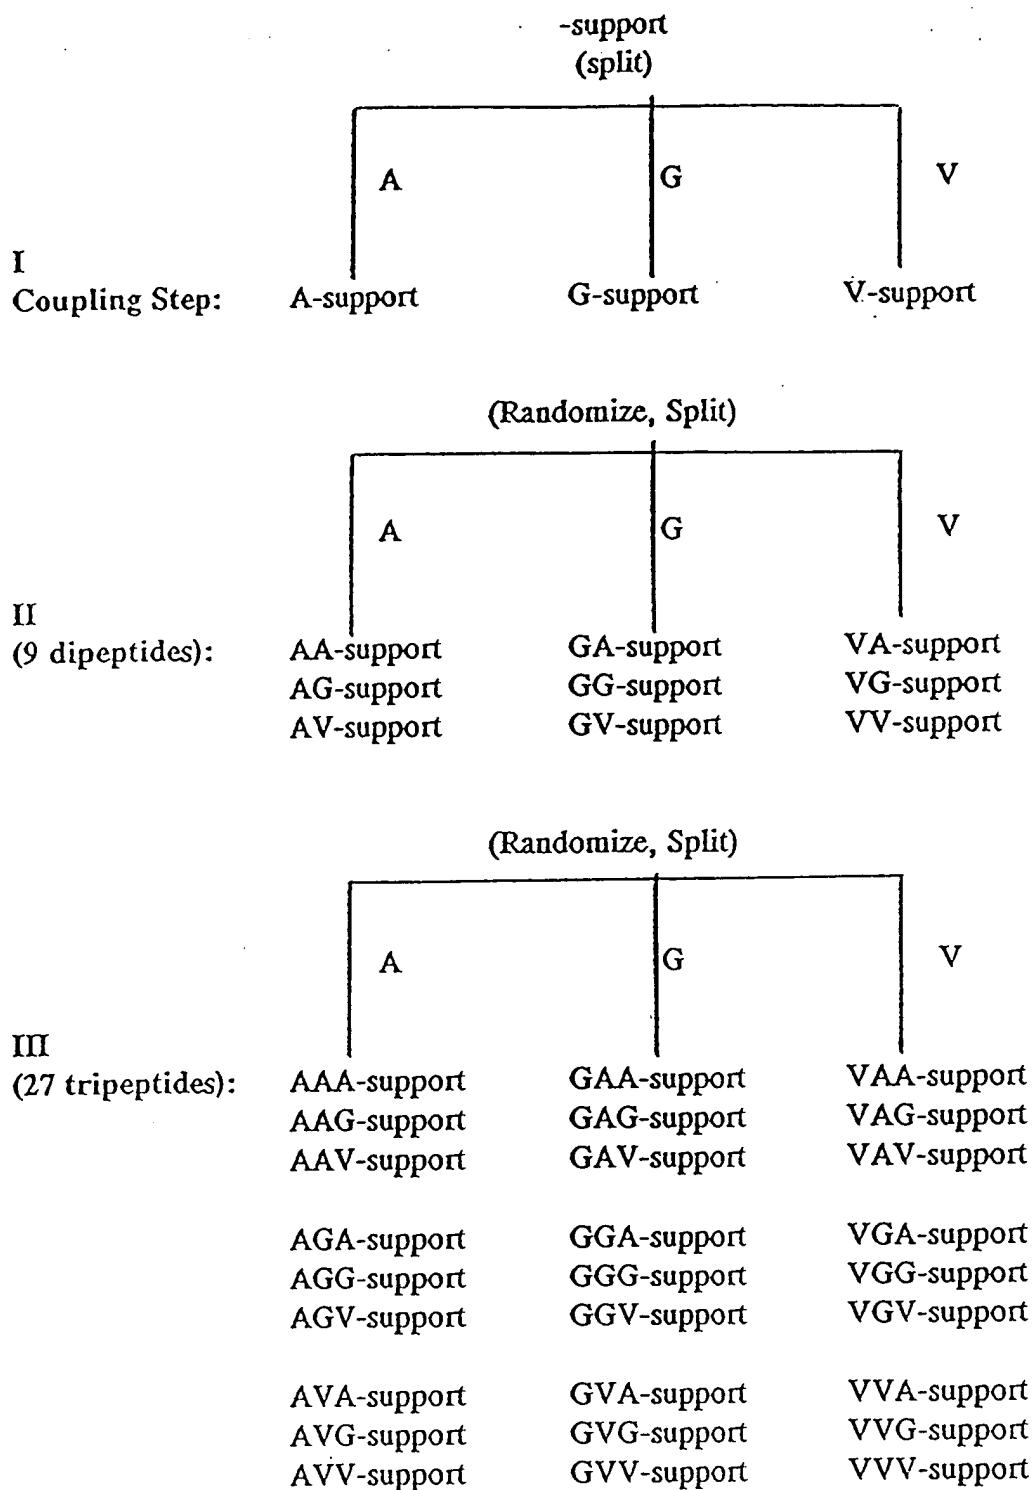 -support
(split)
A G V
I
Coupling Step: A-support G-support V-support
(Randomize, Split)
A G V
II
(9 dipeptides): AA-support GA-support VA-support
AG-support GG-support VG-support
AV-support GV-support VV-support
(Randomize, Split)
A G V
III
(27 tripeptides): AAA-support GAA-support VAA-support
AAG-support GAG-support VAG-support
AAV-support GAV-support VAV-support
AGA-support GGA-support VGA-support
AGG-support GGG-support VGG-support
AGV-support GGV-support VGV-support
AVA-support GVA-support VVA-support
AVG-support GVG-support VVG-support
AVV-support GVV-support VVV-support